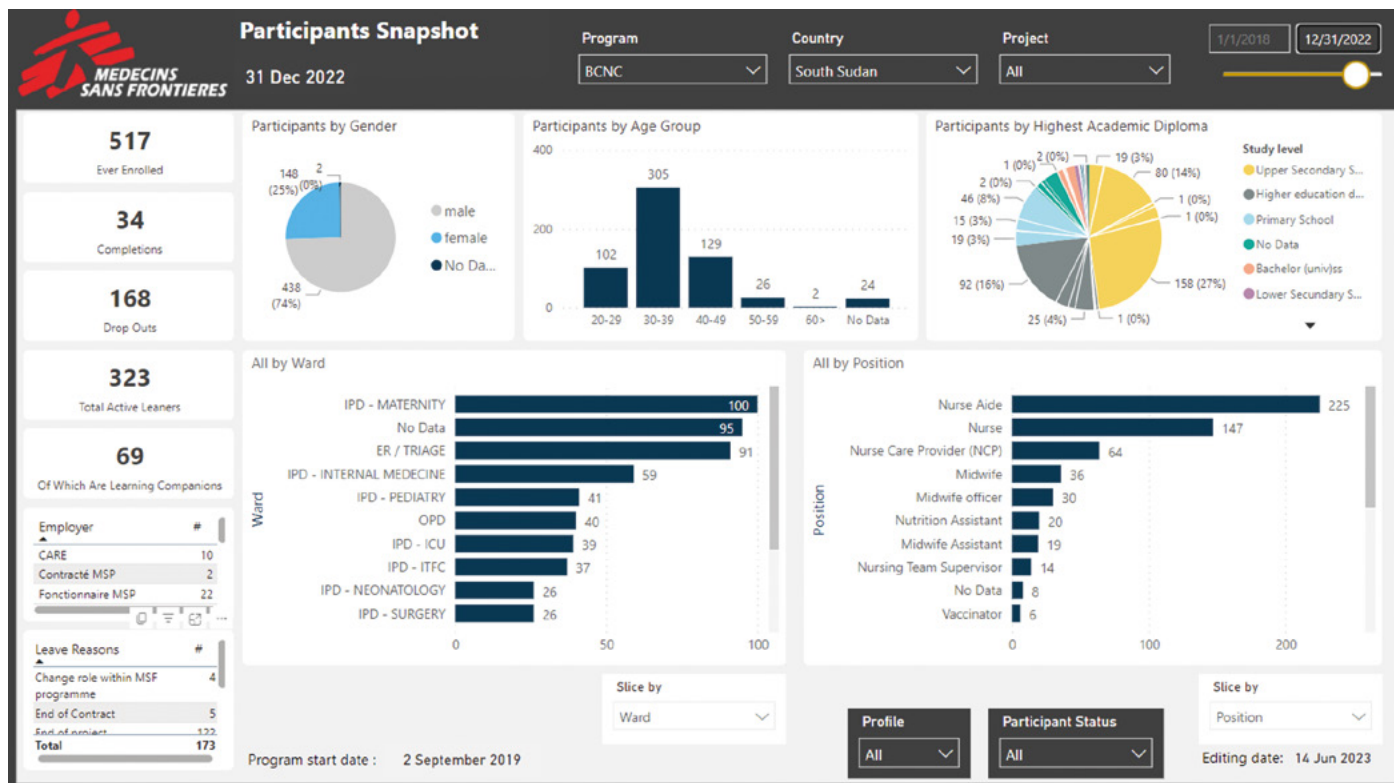 MEDECINS
SANS FRONTIERES
Participants Snapshot
31 Dec 2022
Program
BCNC
Country
South Sudan
Project
All
1/1/2018
12/31/2022
517
Ever Enrolled
34
Completions
168
Drop Outs
323
Total Active Leaners
69
Of Which Are Learning Companions
Employer #
CARE 10
Contracté MSP 2
Fonctionnaire MSP 22
Leave Reasons #
Change role within MSF 4
programme
End of Contract 5
End of project 122
Total 173
Participants by Gender
148
(25%)
2
(0%)
438
(74%)
male
female
No Da...
Participants by Age Group
400
200
0
102
305
129
26
2
24
20-29
30-39
40-49
50-59
60>
No Data
Participants by Highest Academic Diploma
2 (0%)
19 (3%)
1 (0%)
80 (14%)
2 (0%)
1 (0%)
46 (8%)
1 (0%)
15 (3%)
19 (3%)
158 (27%)
92 (16%)
25 (4%)
1 (0%)
Study level
Upper Secondary S...
Higher education d...
Primary School
No Data
Bachelor (univ)ss
Lower Secundary S...
All by Ward
Ward
IPD - MATERNITY 100
No Data 95
ER / TRIAGE 91
IPD - INTERNAL MEDECINE 59
IPD - PEDIATRY 41
OPD 40
IPD - ICU 39
IPD - ITFC 37
IPD - NEONATOLOGY 26
IPD - SURGERY 26
0 50 100
All by Position
Position
Nurse Aide 225
Nurse 147
Nurse Care Provider (NCP) 64
Midwife 36
Midwife officer 30
Nutrition Assistant 20
Midwife Assistant 19
Nursing Team Supervisor 14
No Data 8
Vaccinator 6
0 100 200
Slice by
Ward
Profile
All
Participant Status
All
Slice by
Position
Program start date : 2 September 2019
Editing date: 14 Jun 2023